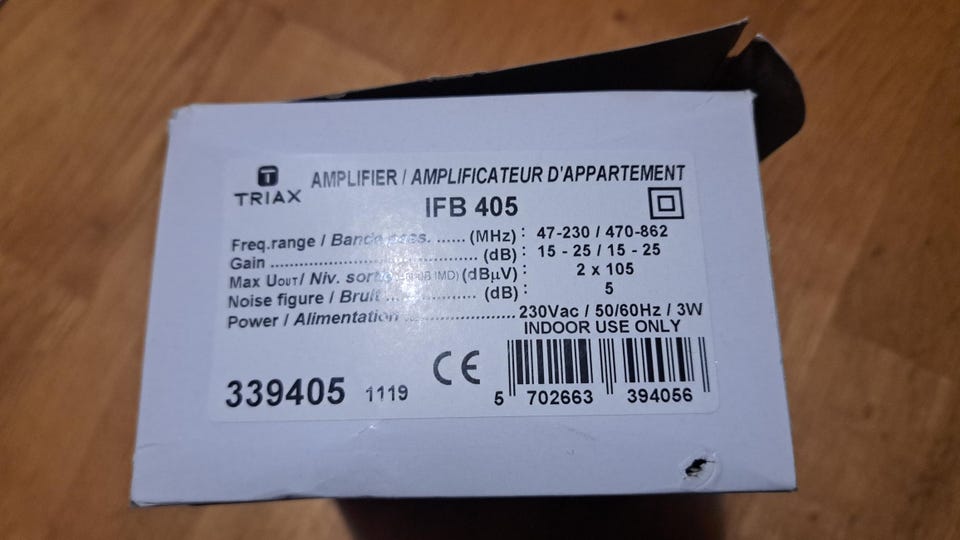 TRIAX
AMPLIFIER / AMPLIFICATEUR D'APPARTEMENT
IFB 405
Freq.range / Bande pass. ...... (MHz) : 47-230 / 470-862
Gain ........................................ (dB) : 15 - 25 / 15 - 25
Max UOUT / Niv. sortie IMD) (dBµV) : 2 x 105
Noise figure / Bruit ................ (dB) : 5
Power / Alimentation .................... 230Vac / 50/60Hz / 3W
INDOOR USE ONLY
CE
339405 1119
5 702663 394056